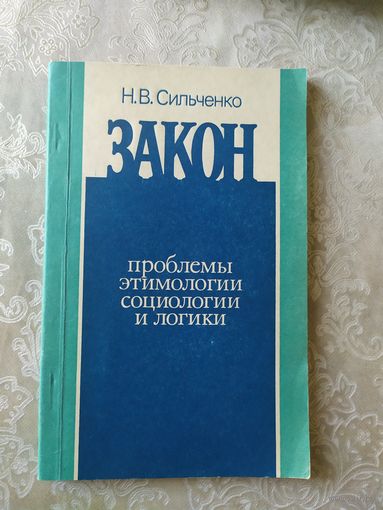 Н.В.Сильченко
ЗАКОН
проблемы
этимологии
социологии
и логики